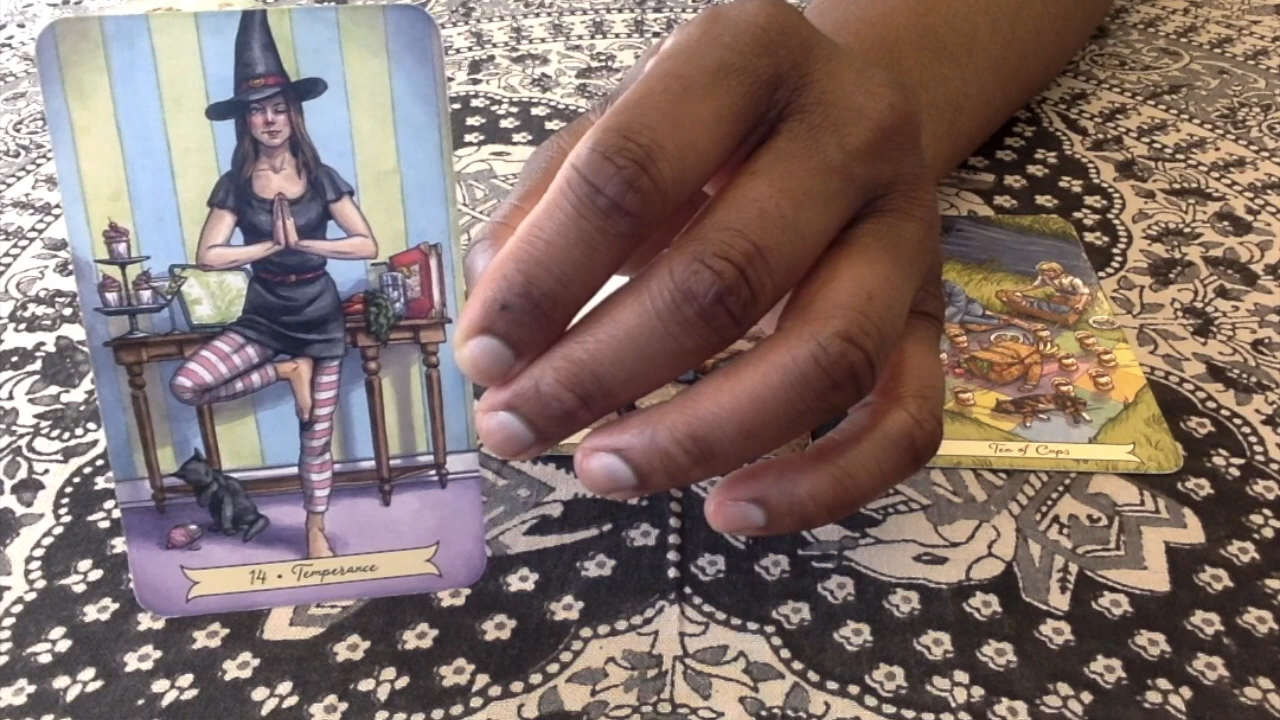 14 • Temperance
Ten of Cups